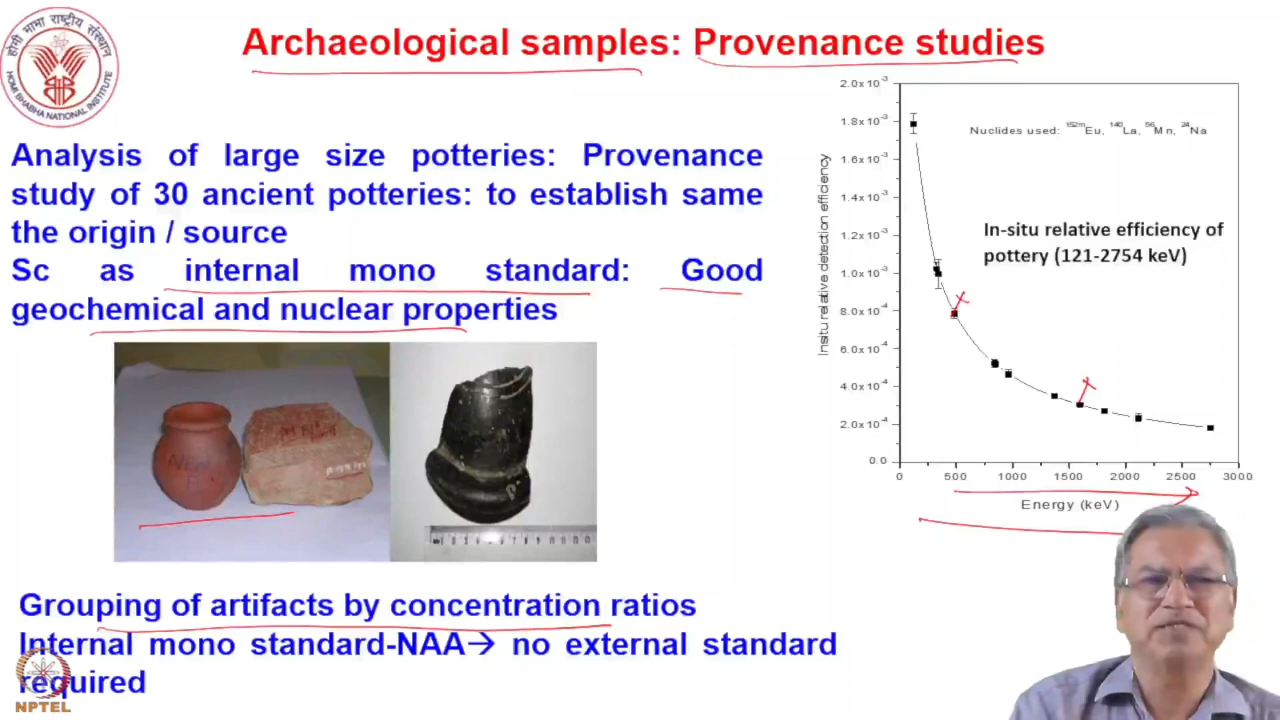 होमी भाभा राष्ट्रीय संस्थान
HOMI BHABHA NATIONAL INSTITUTE
Archaeological samples: Provenance studies
Analysis of large size potteries: Provenance
study of 30 ancient potteries: to establish same
the origin / source
Sc as internal mono standard: Good
geochemical and nuclear properties
Grouping of artifacts by concentration ratios
Internal mono standard-NAA→ no external standard
required
NPTEL
Insitu relative detection efficiency
2.0x10⁻³
1.8x10⁻³
1.6x10⁻³
1.4x10⁻³
1.2x10⁻³
1.0x10⁻³
8.0x10⁻⁴
6.0x10⁻⁴
4.0x10⁻⁴
2.0x10⁻⁴
0.0
Nuclides used: ¹⁵²ᵐEu, ¹⁴⁰La, ⁵⁶Mn, ²⁴Na
In-situ relative efficiency of
pottery (121-2754 keV)
0 500 1000 1500 2000 2500 3000
Energy (keV)